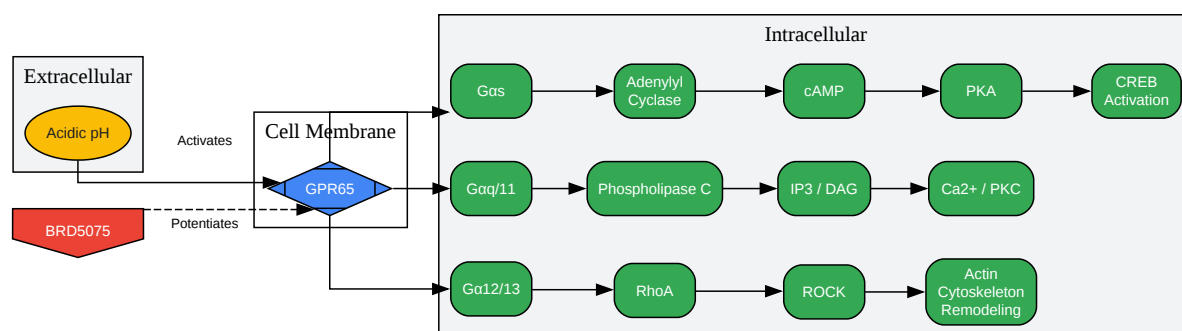 Extracellular
Acidic pH
BRD5075
Activates
Potentiates
Cell Membrane
GPR65
Intracellular
Gαs
Adenylyl
Cyclase
cAMP
PKA
CREB
Activation
Gαq/11
Phospholipase C
IP3 / DAG
Ca2+ / PKC
Gα12/13
RhoA
ROCK
Actin
Cytoskeleton
Remodeling